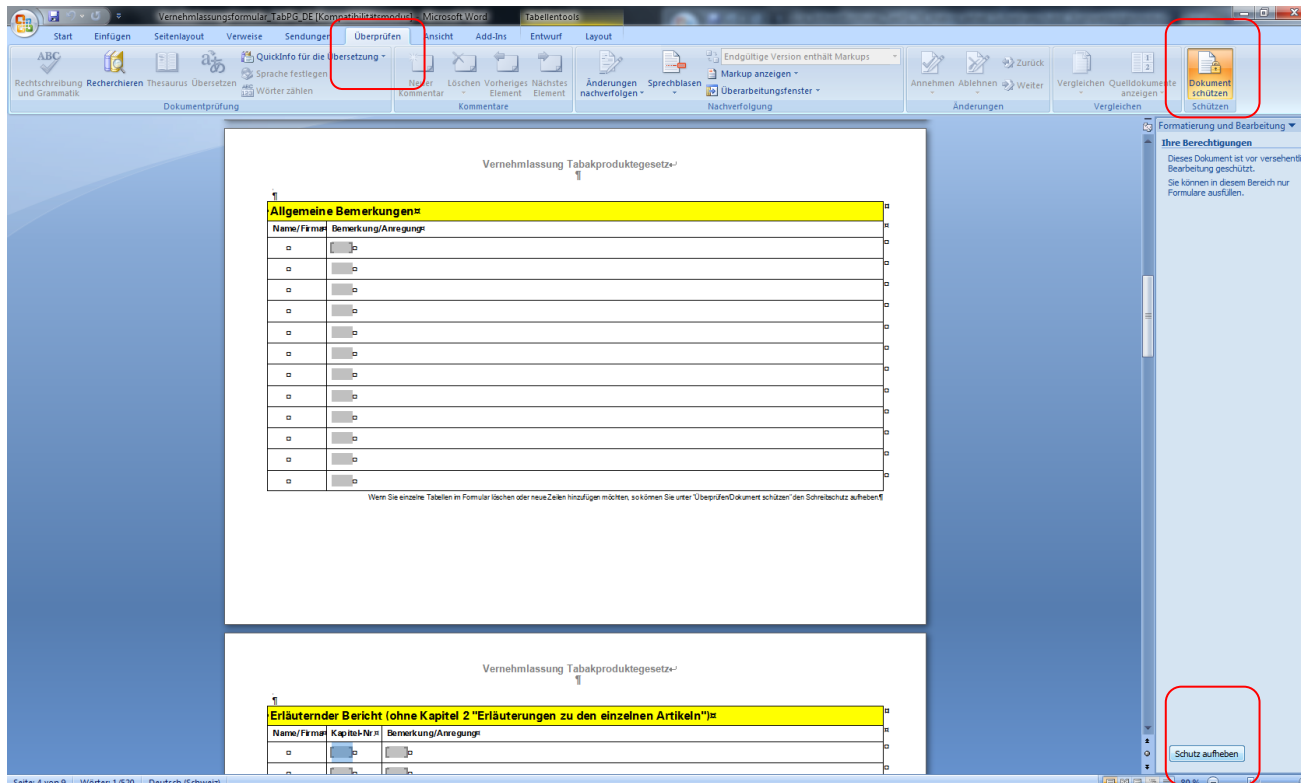 Vernehmlassungsformular_TabPG_DE [Kompatibilitätsmodus] - Microsoft Word
Tabellentools
Start Einfügen Seitenlayout Verweise Sendungen Überprüfen Ansicht Add-Ins Entwurf Layout
ABC
Rechtschreibung und Grammatik
Recherchieren
Thesaurus
Übersetzen
QuickInfo für die Übersetzung
Sprache festlegen
Wörter zählen
Dokumentprüfung
Neuer Kommentar
Löschen
Vorheriges Element
Nächstes Element
Kommentare
Änderungen nachverfolgen
Sprechblasen
Endgültige Version enthält Markups
Markup anzeigen
Überarbeitungsfenster
Nachverfolgung
Annehmen
Ablehnen
Zurück
Weiter
Änderungen
Vergleichen
Quelldokumente anzeigen
Vergleichen
Dokument schützen
Schützen
Formatierung und Bearbeitung
Ihre Berechtigungen
Dieses Dokument ist vor versehentli
Bearbeitung geschützt.
Sie können in diesem Bereich nur
Formulare ausfüllen.
Vernehmlassung Tabakproduktegesetz
Allgemeine Bemerkungen
Name/Firma Bemerkung/Anregung
Wenn Sie einzelne Tabellen im Formular löschen oder neue Zeilen hinzufügen möchten, so können Sie unter "Überprüfen/Dokument schützen" den Schreibschutz aufheben
Vernehmlassung Tabakproduktegesetz
Erläuternder Bericht (ohne Kapitel 2 "Erläuterungen zu den einzelnen Artikeln")
Name/Firma Kapitel-Nr. Bemerkung/Anregung
Schutz aufheben
Seite: 4 von 9 Wörter: 1/520 Deutsch (Schweiz) 80 %